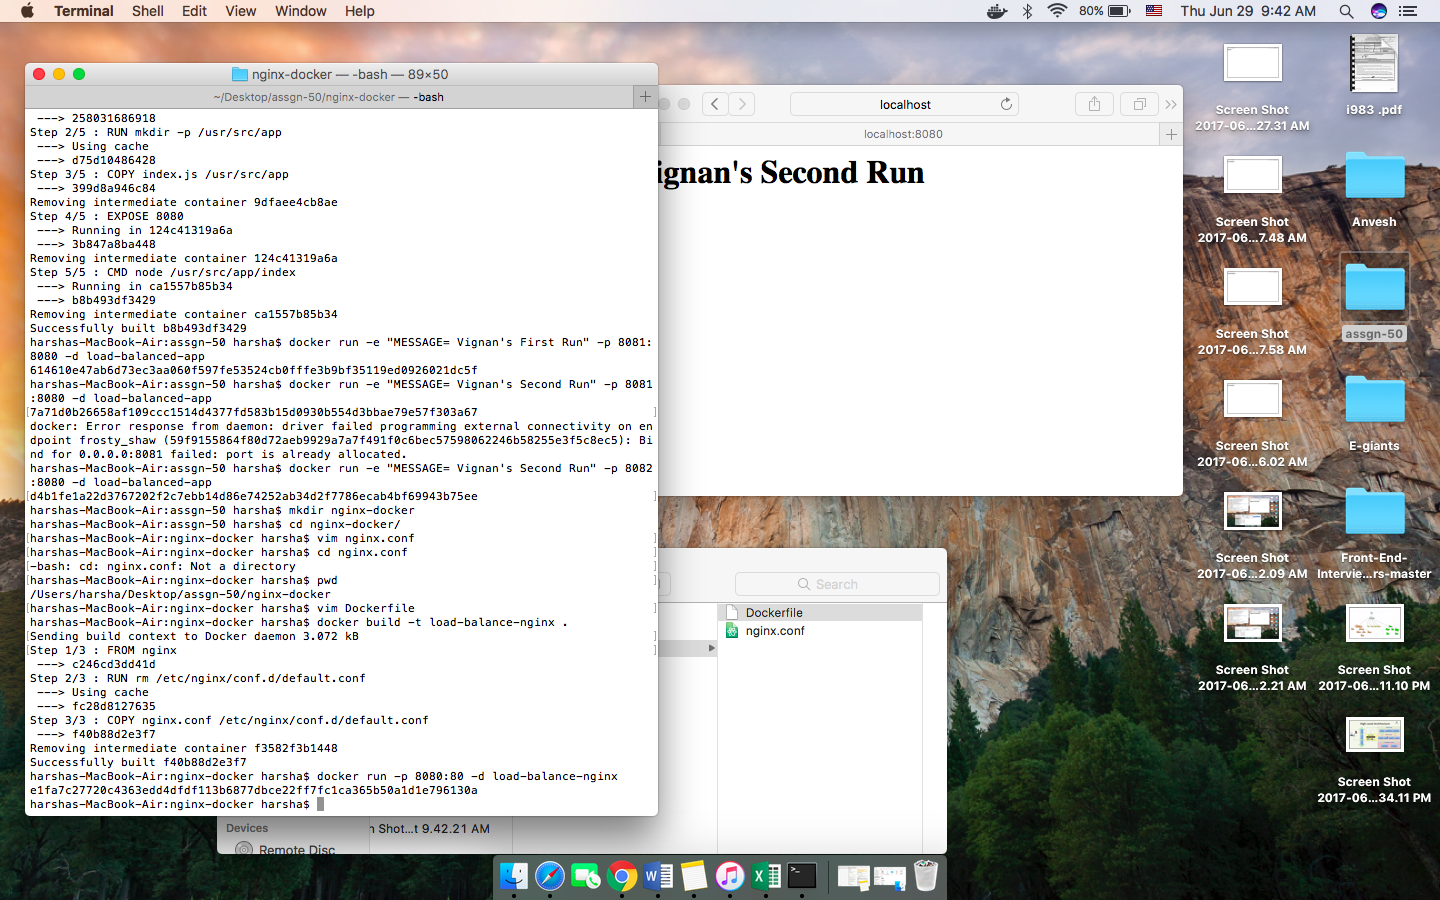 Terminal Shell Edit View Window Help
80% Thu Jun 29 9:42 AM
nginx-docker — -bash — 89×50
~/Desktop/assgn-50/nginx-docker — -bash
---> 258031686918
Step 2/5 : RUN mkdir -p /usr/src/app
---> Using cache
---> d75d10486428
Step 3/5 : COPY index.js /usr/src/app
---> 399d8a946c84
Removing intermediate container 9dfaee4cb8ae
Step 4/5 : EXPOSE 8080
---> Running in 124c41319a6a
---> 3b847a8ba448
Removing intermediate container 124c41319a6a
Step 5/5 : CMD node /usr/src/app/index
---> Running in ca1557b85b34
---> b8b493df3429
Removing intermediate container ca1557b85b34
Successfully built b8b493df3429
harshas-MacBook-Air:assgn-50 harsha$ docker run -e "MESSAGE= Vignan's First Run" -p 8081:
8080 -d load-balanced-app
614610e47ab6d73ec3aa060f597fe53524cb0fffe3b9bf35119ed0926021dc5f
harshas-MacBook-Air:assgn-50 harsha$ docker run -e "MESSAGE= Vignan's Second Run" -p 8081
:8080 -d load-balanced-app
[7a71d0b26658af109ccc1514d4377fd583b15d0930b554d3bbae79e57f303a67 ]
docker: Error response from daemon: driver failed programming external connectivity on en
dpoint frosty_shaw (59f9155864f80d72aeb9929a7a7f491f0c6bec57598062246b58255e3f5c8ec5): Bi
nd for 0.0.0.0:8081 failed: port is already allocated.
harshas-MacBook-Air:assgn-50 harsha$ docker run -e "MESSAGE= Vignan's Second Run" -p 8082
:8080 -d load-balanced-app
[d4b1fe1a22d3767202f2c7ebb14d86e74252ab34d2f7786ecab4bf69943b75ee ]
harshas-MacBook-Air:assgn-50 harsha$ mkdir nginx-docker
harshas-MacBook-Air:assgn-50 harsha$ cd nginx-docker/
[harshas-MacBook-Air:nginx-docker harsha$ vim nginx.conf ]
[harshas-MacBook-Air:nginx-docker harsha$ cd nginx.conf ]
[-bash: cd: nginx.conf: Not a directory ]
harshas-MacBook-Air:nginx-docker harsha$ pwd ]
/Users/harsha/Desktop/assgn-50/nginx-docker
[harshas-MacBook-Air:nginx-docker harsha$ vim Dockerfile ]
harshas-MacBook-Air:nginx-docker harsha$ docker build -t load-balance-nginx .
[Sending build context to Docker daemon 3.072 kB ]
[Step 1/3 : FROM nginx ]
---> c246cd3dd41d
Step 2/3 : RUN rm /etc/nginx/conf.d/default.conf
---> Using cache
---> fc28d8127635
Step 3/3 : COPY nginx.conf /etc/nginx/conf.d/default.conf
---> f40b88d2e3f7
Removing intermediate container f3582f3b1448
Successfully built f40b88d2e3f7
harshas-MacBook-Air:nginx-docker harsha$ docker run -p 8080:80 -d load-balance-nginx
e1fa7c27720c4363edd4dfdf113b6877dbce22ff7fc1ca365b50a1d1e796130a
harshas-MacBook-Air:nginx-docker harsha$
localhost
localhost:8080
ignan's Second Run
Search
Dockerfile
nginx.conf
Devices
Remote Disc
n Shot...t 9.42.21 AM
Screen Shot
2017-06...27.31 AM
i983 .pdf
Screen Shot
2017-06...7.48 AM
Anvesh
Screen Shot
2017-06...7.58 AM
assgn-50
Screen Shot
2017-06...6.02 AM
E-giants
Screen Shot
2017-06...2.09 AM
Front-End-
Intervie...rs-master
Screen Shot
2017-06...2.21 AM
Screen Shot
2017-06...11.10 PM
Screen Shot
2017-06...34.11 PM